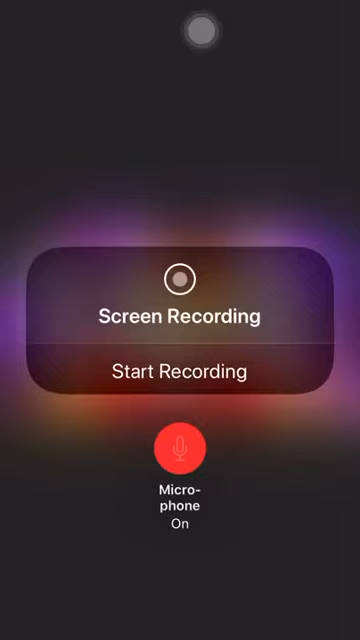 Screen Recording
Start Recording
Micro-
phone
On